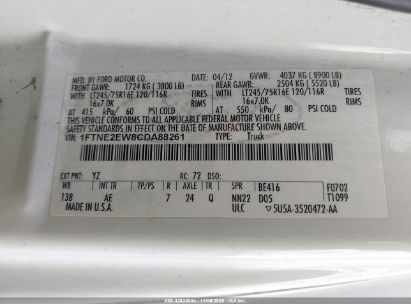 MFD. BY FORD MOTOR CO.
DATE: 04/12 GVWR: 4037 KG ( 8900 LB)
FRONT GAWR: 1724 KG ( 3800 LB) REAR GAWR: 2504 KG ( 5520 LB)
WITH LT245/75R16E 120/116R TIRES WITH LT245/75R16E 120/116R TIRES
16x7.0K RIMS 16x7.0K RIMS
AT 415 kPa/ 60 PSI COLD AT 550 kPa/ 80 PSI COLD
THIS VEHICLE CONFORMS TO ALL APPLICABLE FEDERAL MOTOR VEHICLE
SAFETY STANDARDS IN EFFECT ON THE DATE OF MANUFACTURE SHOWN ABOVE.
VIN: 1FTNE2EW8CDA88261 TYPE: Truck
EXT PNT: YZ RC: 72 DSO:
WB INT TR TP/PS AXLE TR SPR BE416 F0702
138 AE 7 24 Q NN22 D05 T1099
MADE IN U.S.A. ULC 5U5A-3520472-AA